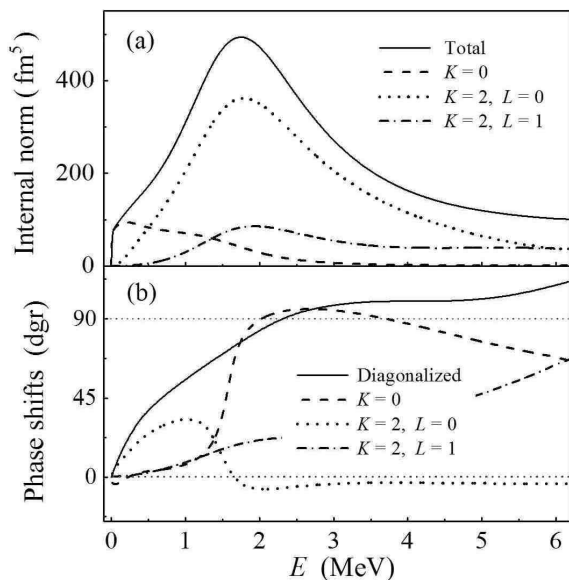 (a)
Total
K = 0
K = 2, L = 0
K = 2, L = 1
Internal norm ( fm⁵)
400
200
100
0
(b)
Diagonalized
K = 0
K = 2, L = 0
K = 2, L = 1
Phase shifts (dgr)
90
45
0
0 1 2 3 4 5 6
E (MeV)